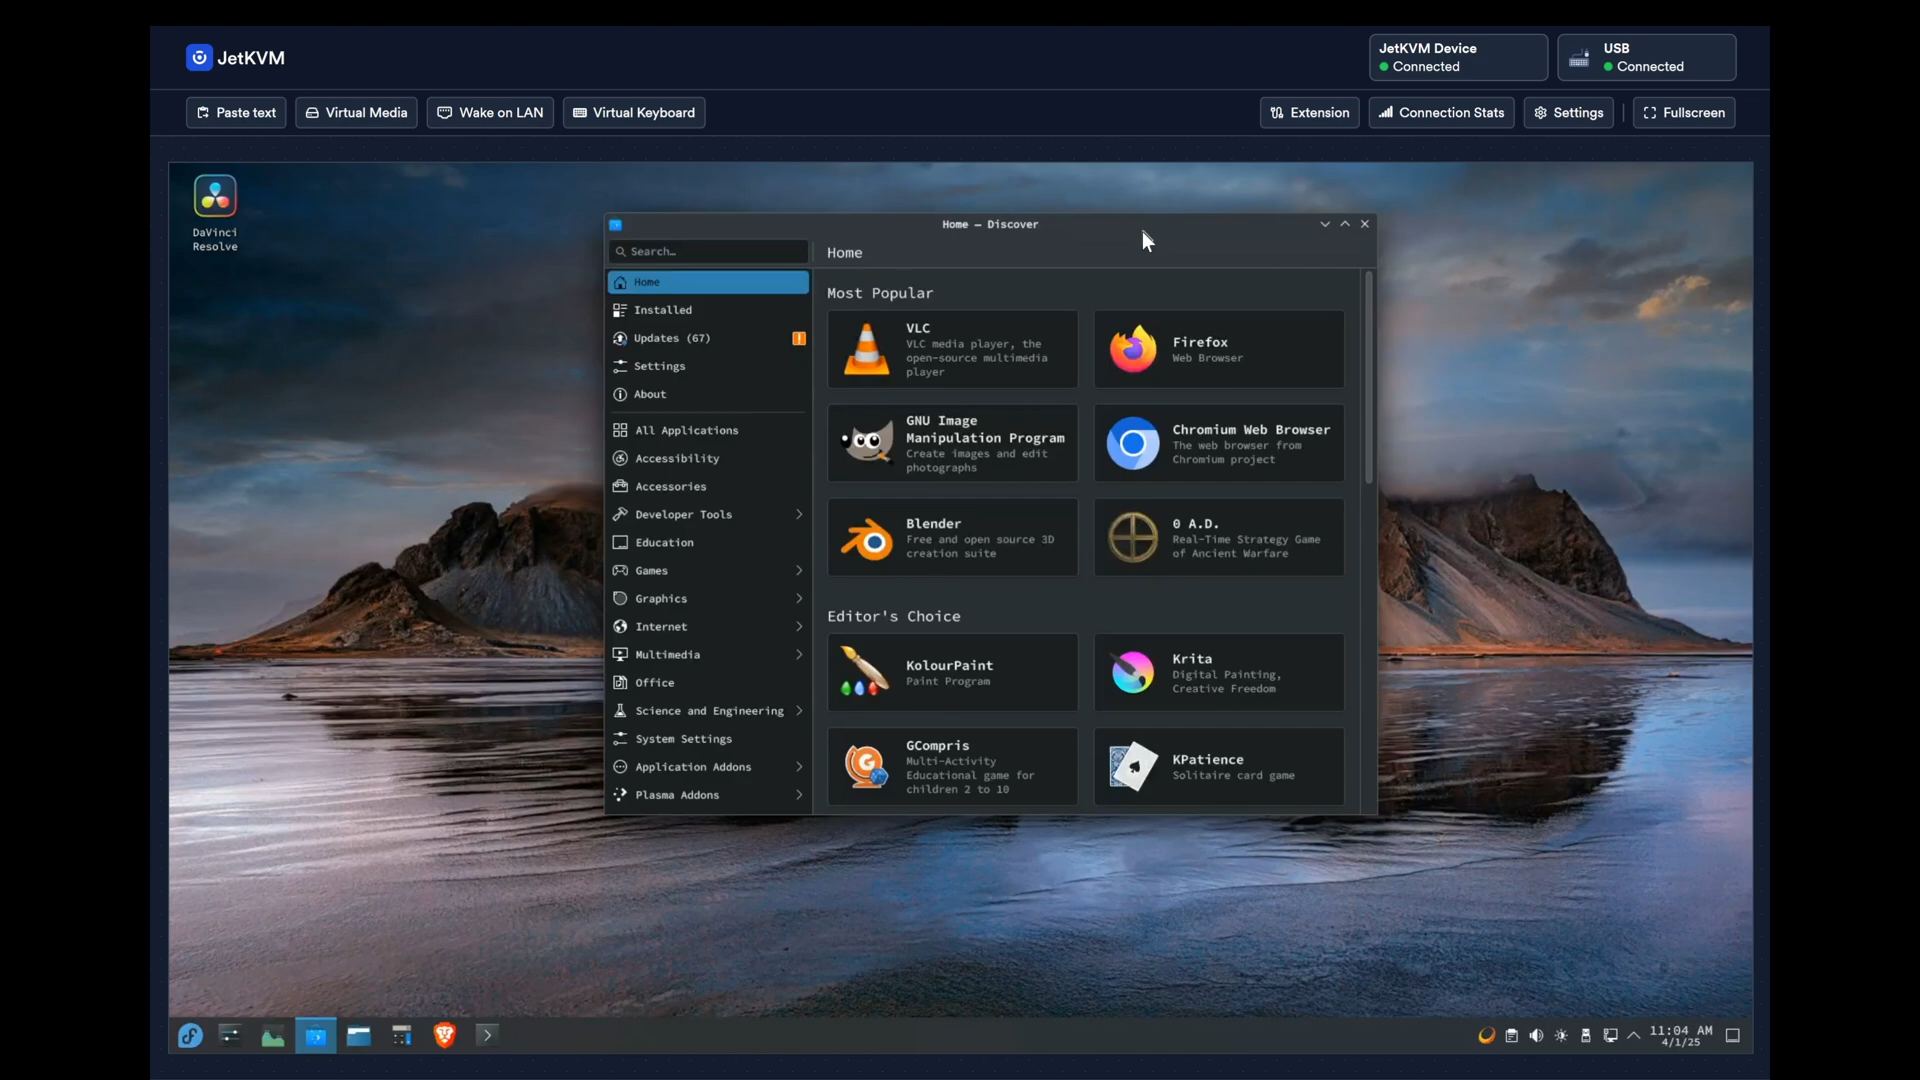 JetKVM
JetKVM Device
Connected
USB
Connected
Paste text
Virtual Media
Wake on LAN
Virtual Keyboard
Extension
Connection Stats
Settings
Fullscreen
DaVinci
Resolve
Home — Discover
Search…
Home
Home
Installed
Updates (67)
Settings
About
All Applications
Accessibility
Accessories
Developer Tools
Education
Games
Graphics
Internet
Multimedia
Office
Science and Engineering
System Settings
Application Addons
Plasma Addons
Most Popular
VLC
VLC media player, the
open-source multimedia
player
Firefox
Web Browser
GNU Image
Manipulation Program
Create images and edit
photographs
Chromium Web Browser
The web browser from
Chromium project
Blender
Free and open source 3D
creation suite
0 A.D.
Real-Time Strategy Game
of Ancient Warfare
Editor's Choice
KolourPaint
Paint Program
Krita
Digital Painting,
Creative Freedom
GCompris
Multi-Activity
Educational game for
children 2 to 10
KPatience
Solitaire card game
11:04 AM
4/1/25